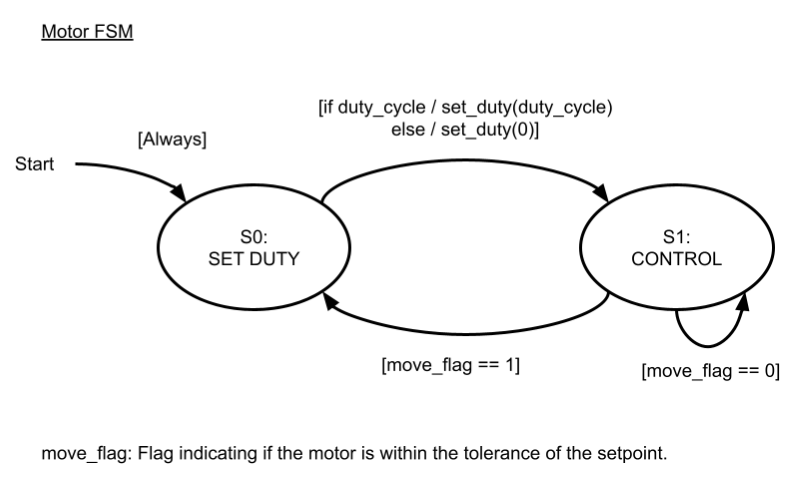 Motor FSM
[if duty_cycle / set_duty(duty_cycle)
else / set_duty(0)]
[Always]
Start
S0:
SET DUTY
S1:
CONTROL
[move_flag == 1]
[move_flag == 0]
move_flag: Flag indicating if the motor is within the tolerance of the setpoint.